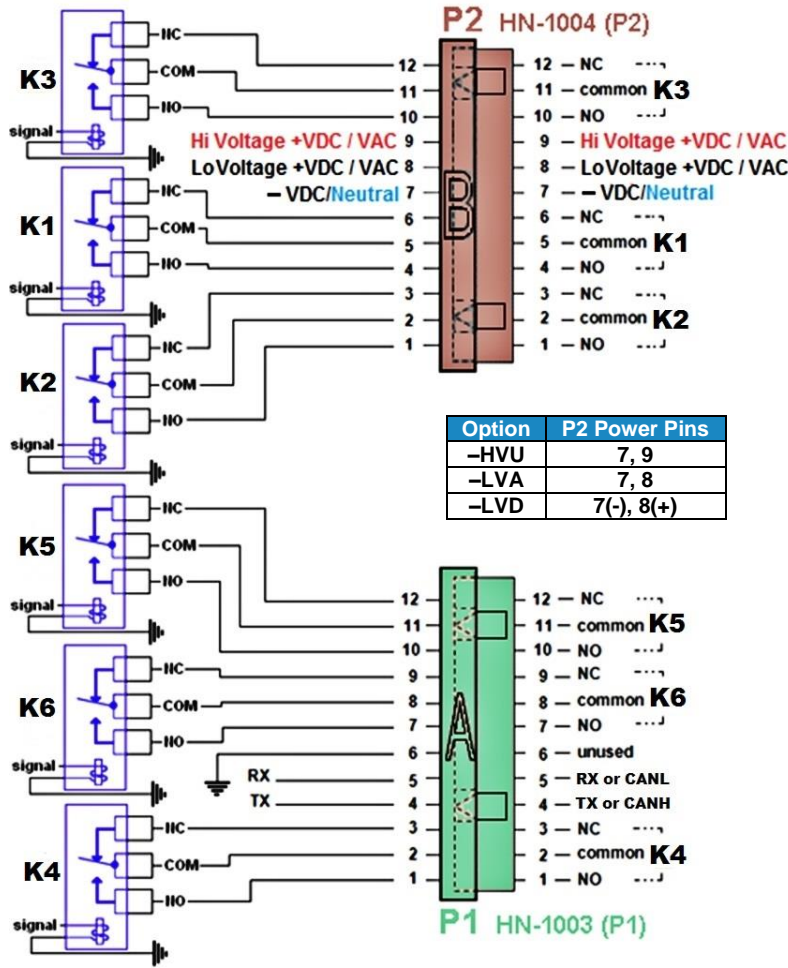 P2 HN-1004 (P2)
K3
NC
COM
NO
signal
12
11
10
12 – NC
11 – common K3
10 – NO
Hi Voltage +VDC / VAC 9
9 – Hi Voltage +VDC / VAC
Lo Voltage +VDC / VAC 8
8 – Lo Voltage +VDC / VAC
– VDC/Neutral 7
7 – – VDC/Neutral
K1
NC
COM
NO
signal
6
5
4
B
6 – NC
5 – common K1
4 – NO
K2
NC
COM
NO
signal
3
2
1
3 – NC
2 – common K2
1 – NO
Option P2 Power Pins
–HVU 7, 9
–LVA 7, 8
–LVD 7(-), 8(+)
K5
NC
COM
NO
signal
12
11
10
12 – NC
11 – common K5
10 – NO
K6
NC
COM
NO
signal
9
8
7
A
9 – NC
8 – common K6
7 – NO
6
6 – unused
RX 5
5 – RX or CANL
TX 4
4 – TX or CANH
K4
NC
COM
NO
signal
3
2
1
3 – NC
2 – common K4
1 – NO
P1 HN-1003 (P1)